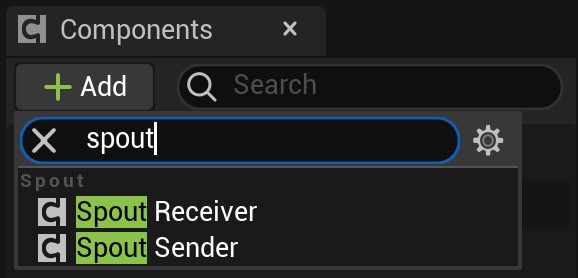 Components
Add
Search
spout
Spout
Spout Receiver
Spout Sender